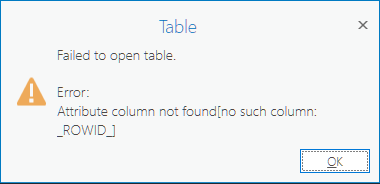 Table
Failed to open table.
Error:
Attribute column not found[no such column:
_ROWID_]
OK